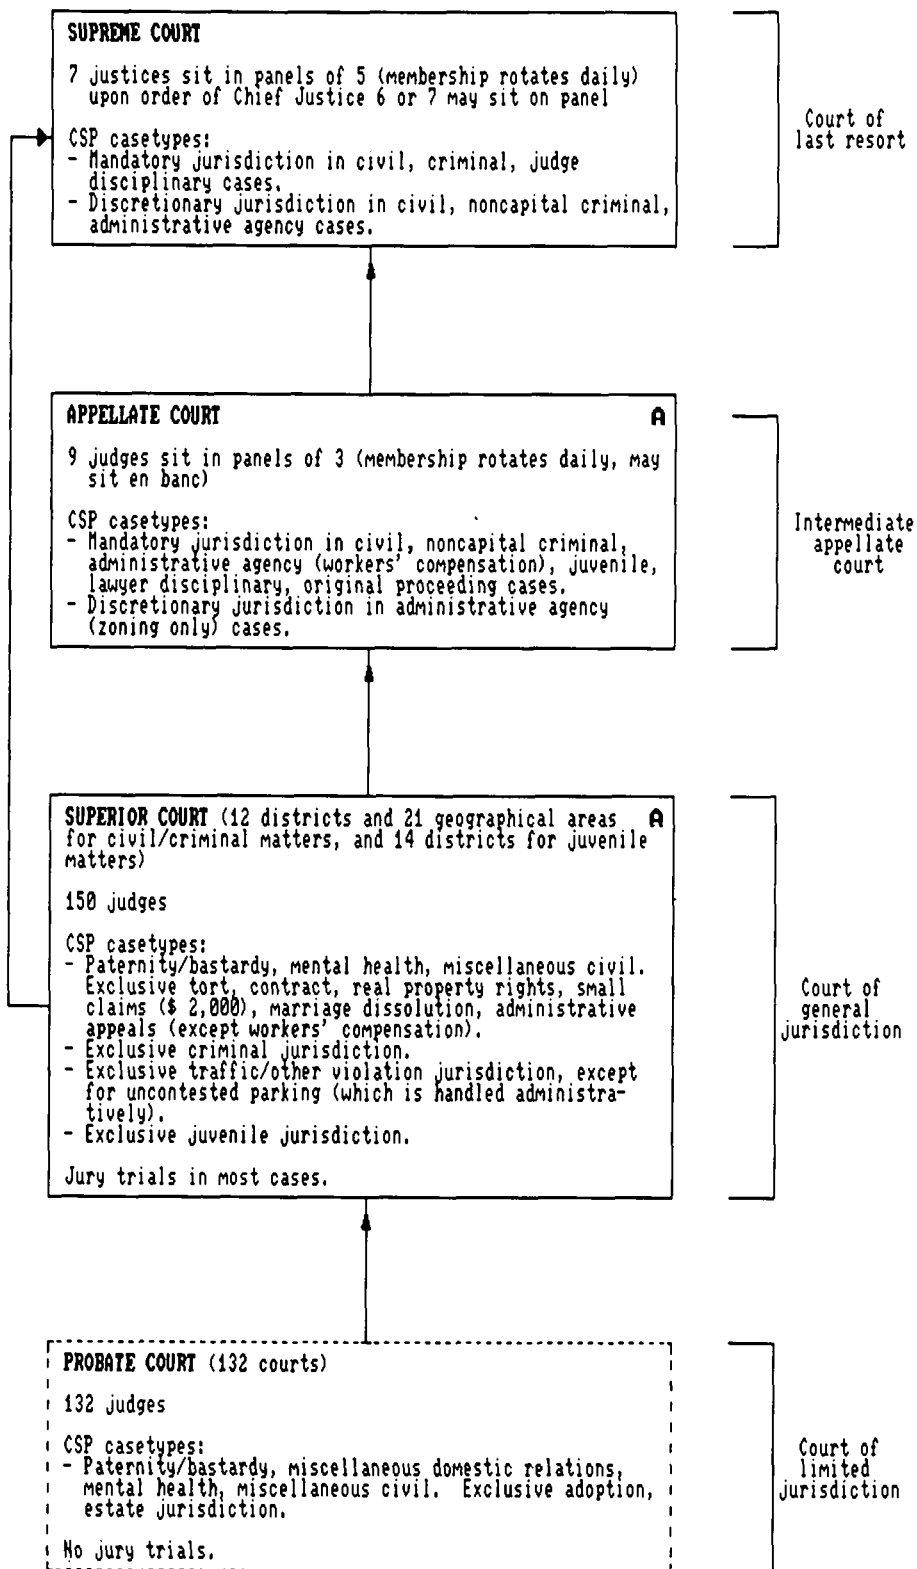 SUPREME COURT
7 justices sit in panels of 5 (membership rotates daily)
upon order of Chief Justice 6 or 7 may sit on panel
CSP casetypes:
- Mandatory jurisdiction in civil, criminal, judge
disciplinary cases.
- Discretionary jurisdiction in civil, noncapital criminal,
administrative agency cases.
Court of
last resort
APPELLATE COURT A
9 judges sit in panels of 3 (membership rotates daily, may
sit en banc)
CSP casetypes:
- Mandatory jurisdiction in civil, noncapital criminal,
administrative agency (workers' compensation), juvenile,
lawyer disciplinary, original proceeding cases.
- Discretionary jurisdiction in administrative agency
(zoning only) cases.
Intermediate
appellate
court
SUPERIOR COURT (12 districts and 21 geographical areas A
for civil/criminal matters, and 14 districts for juvenile
matters)
150 judges
CSP casetypes:
- Paternity/bastardy, mental health, miscellaneous civil.
Exclusive tort, contract, real property rights, small
claims ($ 2,000), marriage dissolution, administrative
appeals (except workers' compensation).
- Exclusive criminal jurisdiction.
- Exclusive traffic/other violation jurisdiction, except
for uncontested parking (which is handled administra-
tively).
- Exclusive juvenile jurisdiction.
Jury trials in most cases.
Court of
general
jurisdiction
PROBATE COURT (132 courts)
132 judges
CSP casetypes:
- Paternity/bastardy, miscellaneous domestic relations,
mental health, miscellaneous civil. Exclusive adoption,
estate jurisdiction.
No jury trials.
Court of
limited
jurisdiction